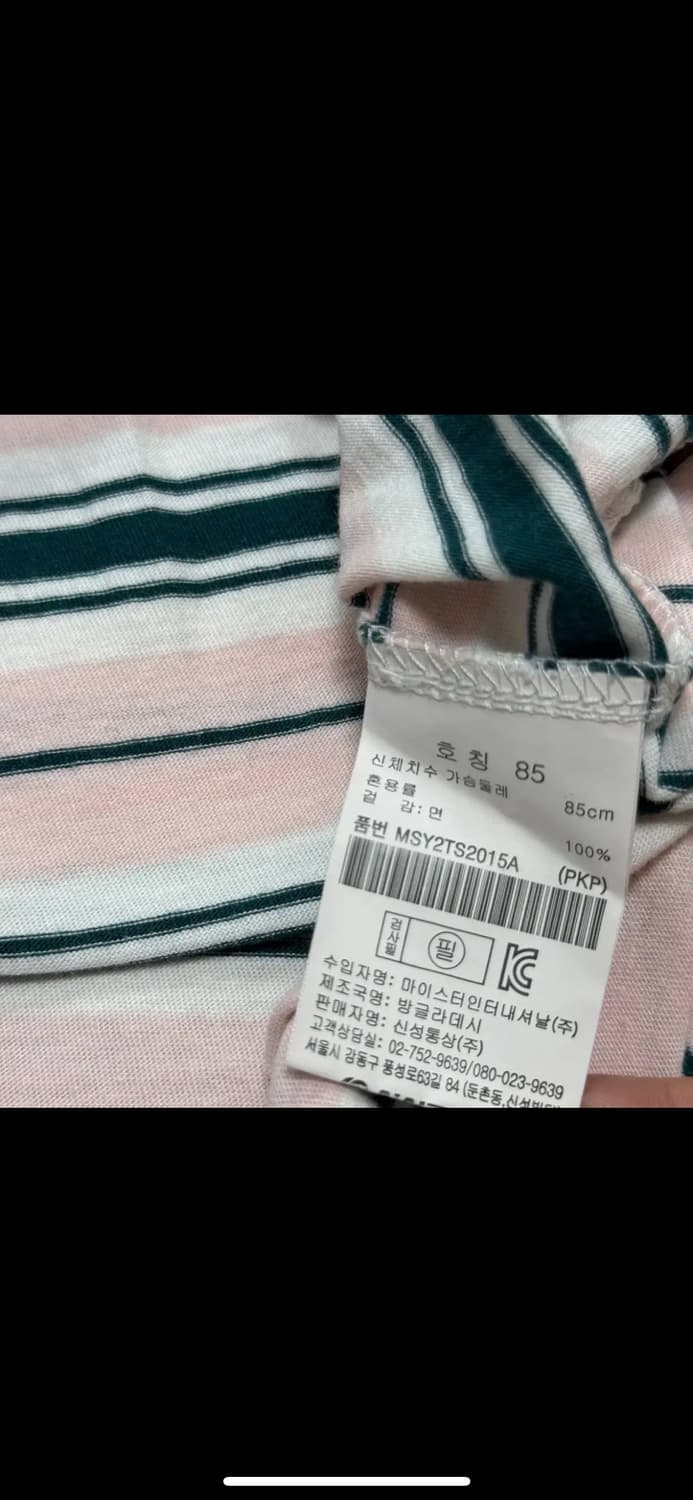 호 칭 85
신체치수 가슴둘레 85cm
혼용률
겉 감: 면 100%
품번 MSY2TS2015A (PKP)
검사필 필
수입자명: 마이스터인터내셔날(주)
제조국명: 방글라데시
판매자명: 신성통상(주)
고객상담실: 02-752-9639/080-023-9639
서울시 강동구 풍성로63길 84 (둔촌동,신성빌딩)